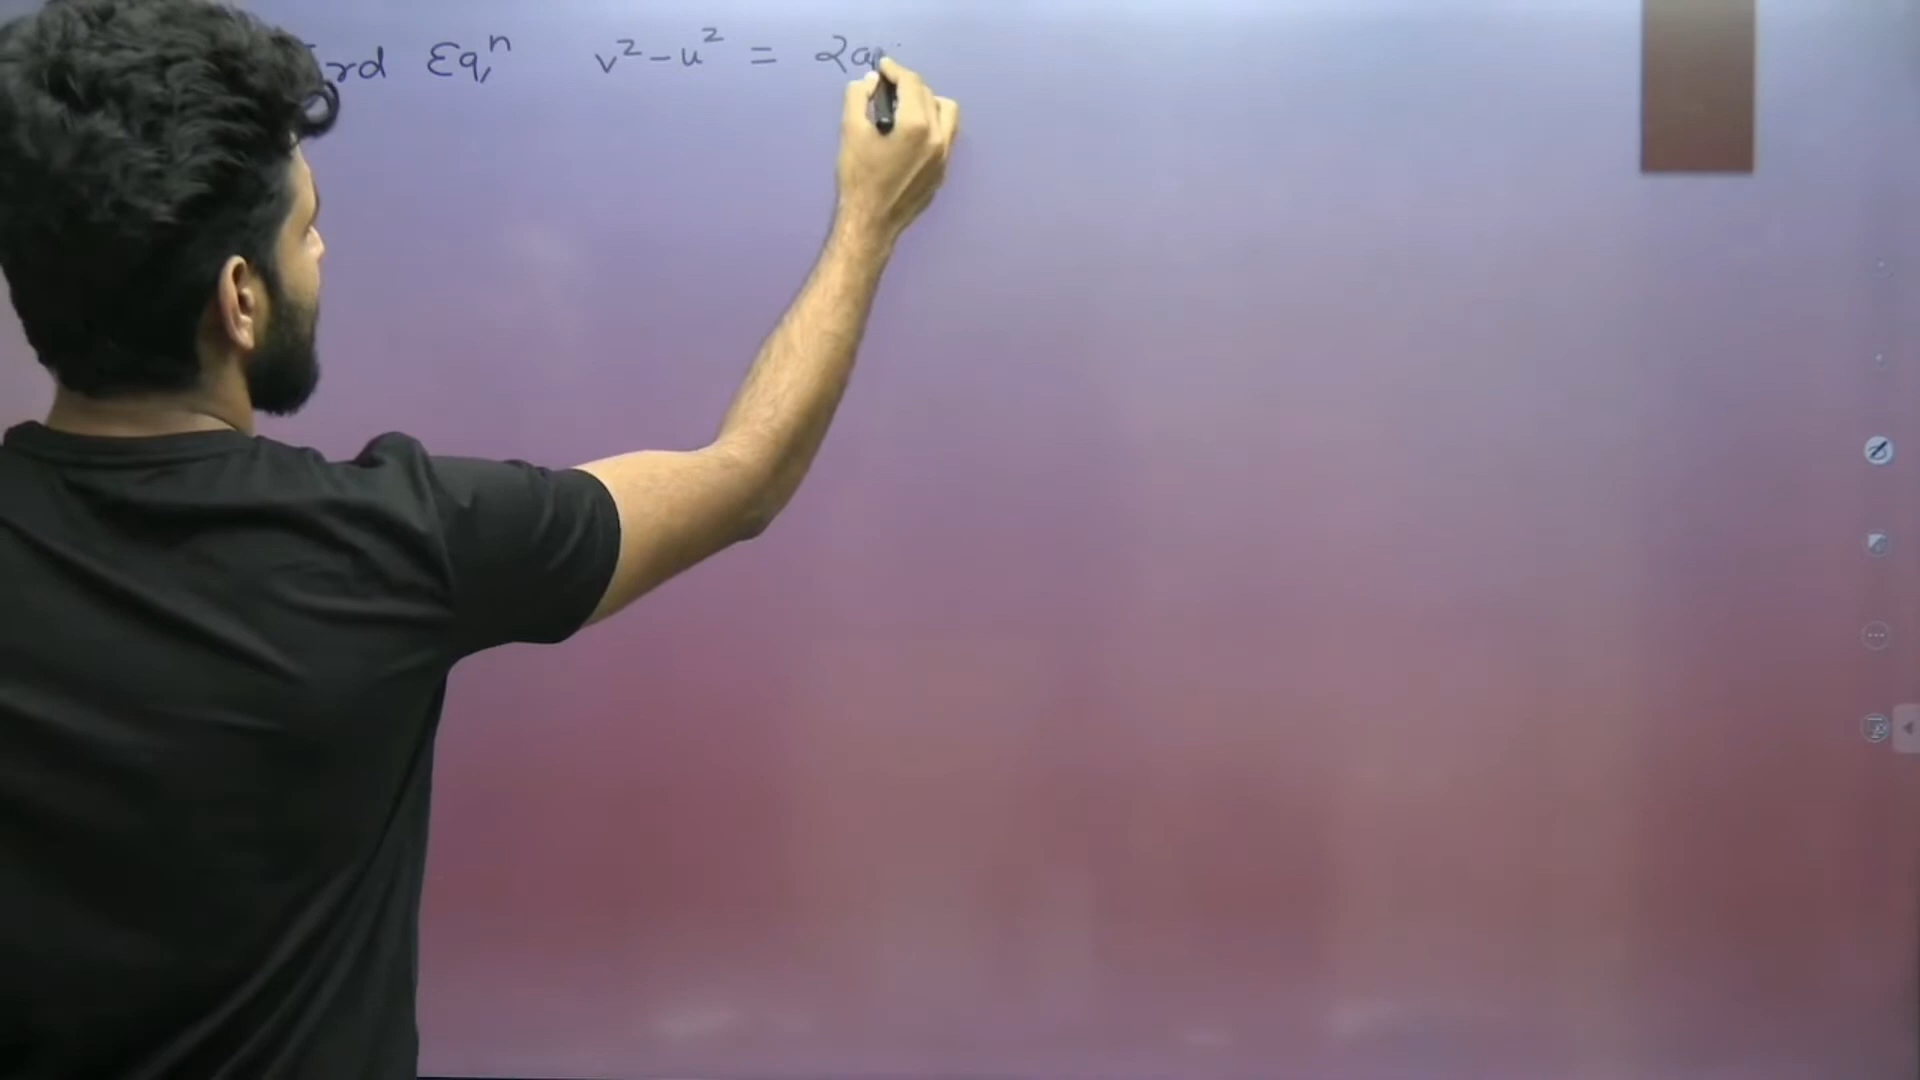 rd Eqⁿ v² - u² = 2a